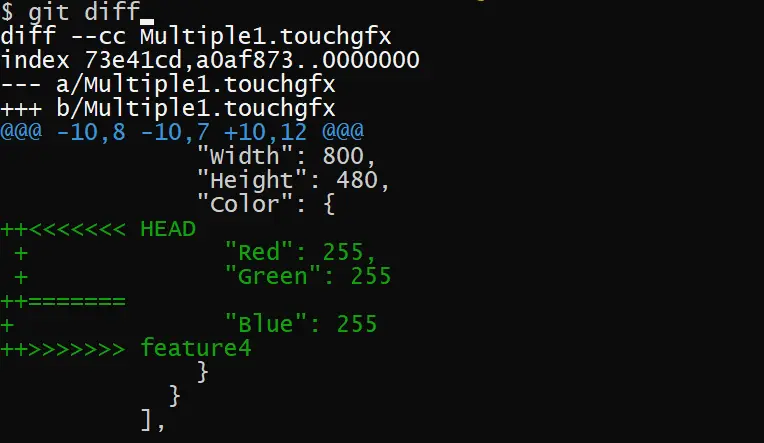 $ git diff
diff --cc Multiple1.touchgfx
index 73e41cd,a0af873..0000000
--- a/Multiple1.touchgfx
+++ b/Multiple1.touchgfx
@@@ -10,8 -10,7 +10,12 @@@
              "Width": 800,
              "Height": 480,
              "Color": {
++<<<<<<< HEAD
 +              "Red": 255,
 +              "Green": 255
++=======
+               "Blue": 255
++>>>>>>> feature4
              }
            }
          ],